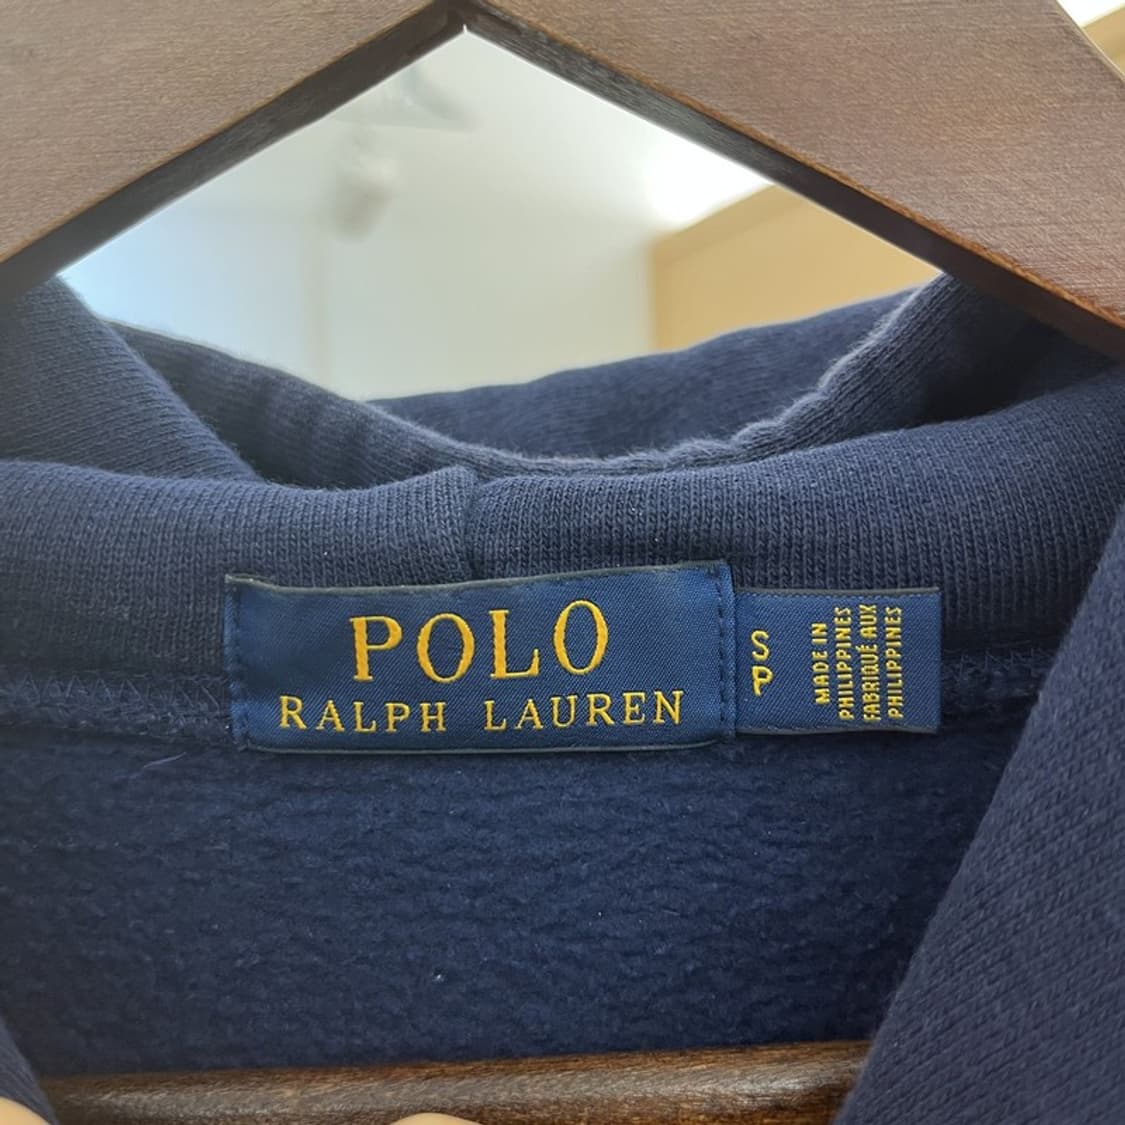 POLO
RALPH LAUREN
S
P
MADE IN
PHILIPPINES
FABRIQUÉ AUX
PHILIPPINES